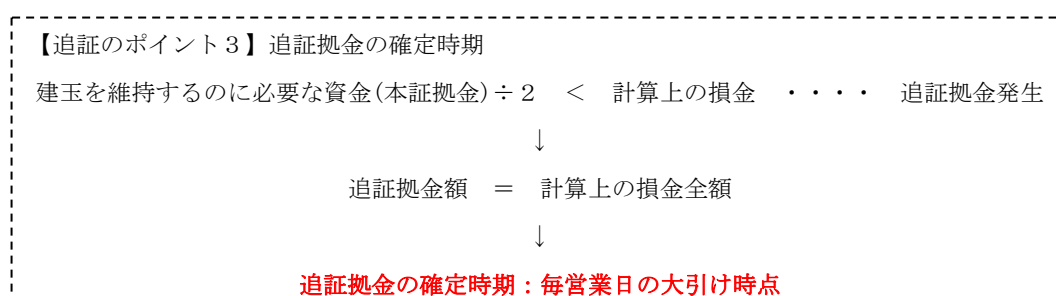 【追証のポイント３】追証拠金の確定時期
建玉を維持するのに必要な資金(本証拠金)÷２　＜　計算上の損金　・・・・　追証拠金発生
↓
追証拠金額　＝　計算上の損金全額
↓
追証拠金の確定時期：毎営業日の大引け時点